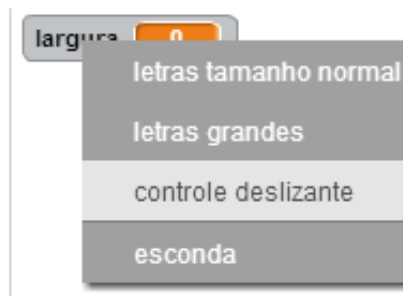 largura 0
letras tamanho normal
letras grandes
controle deslizante
esconda